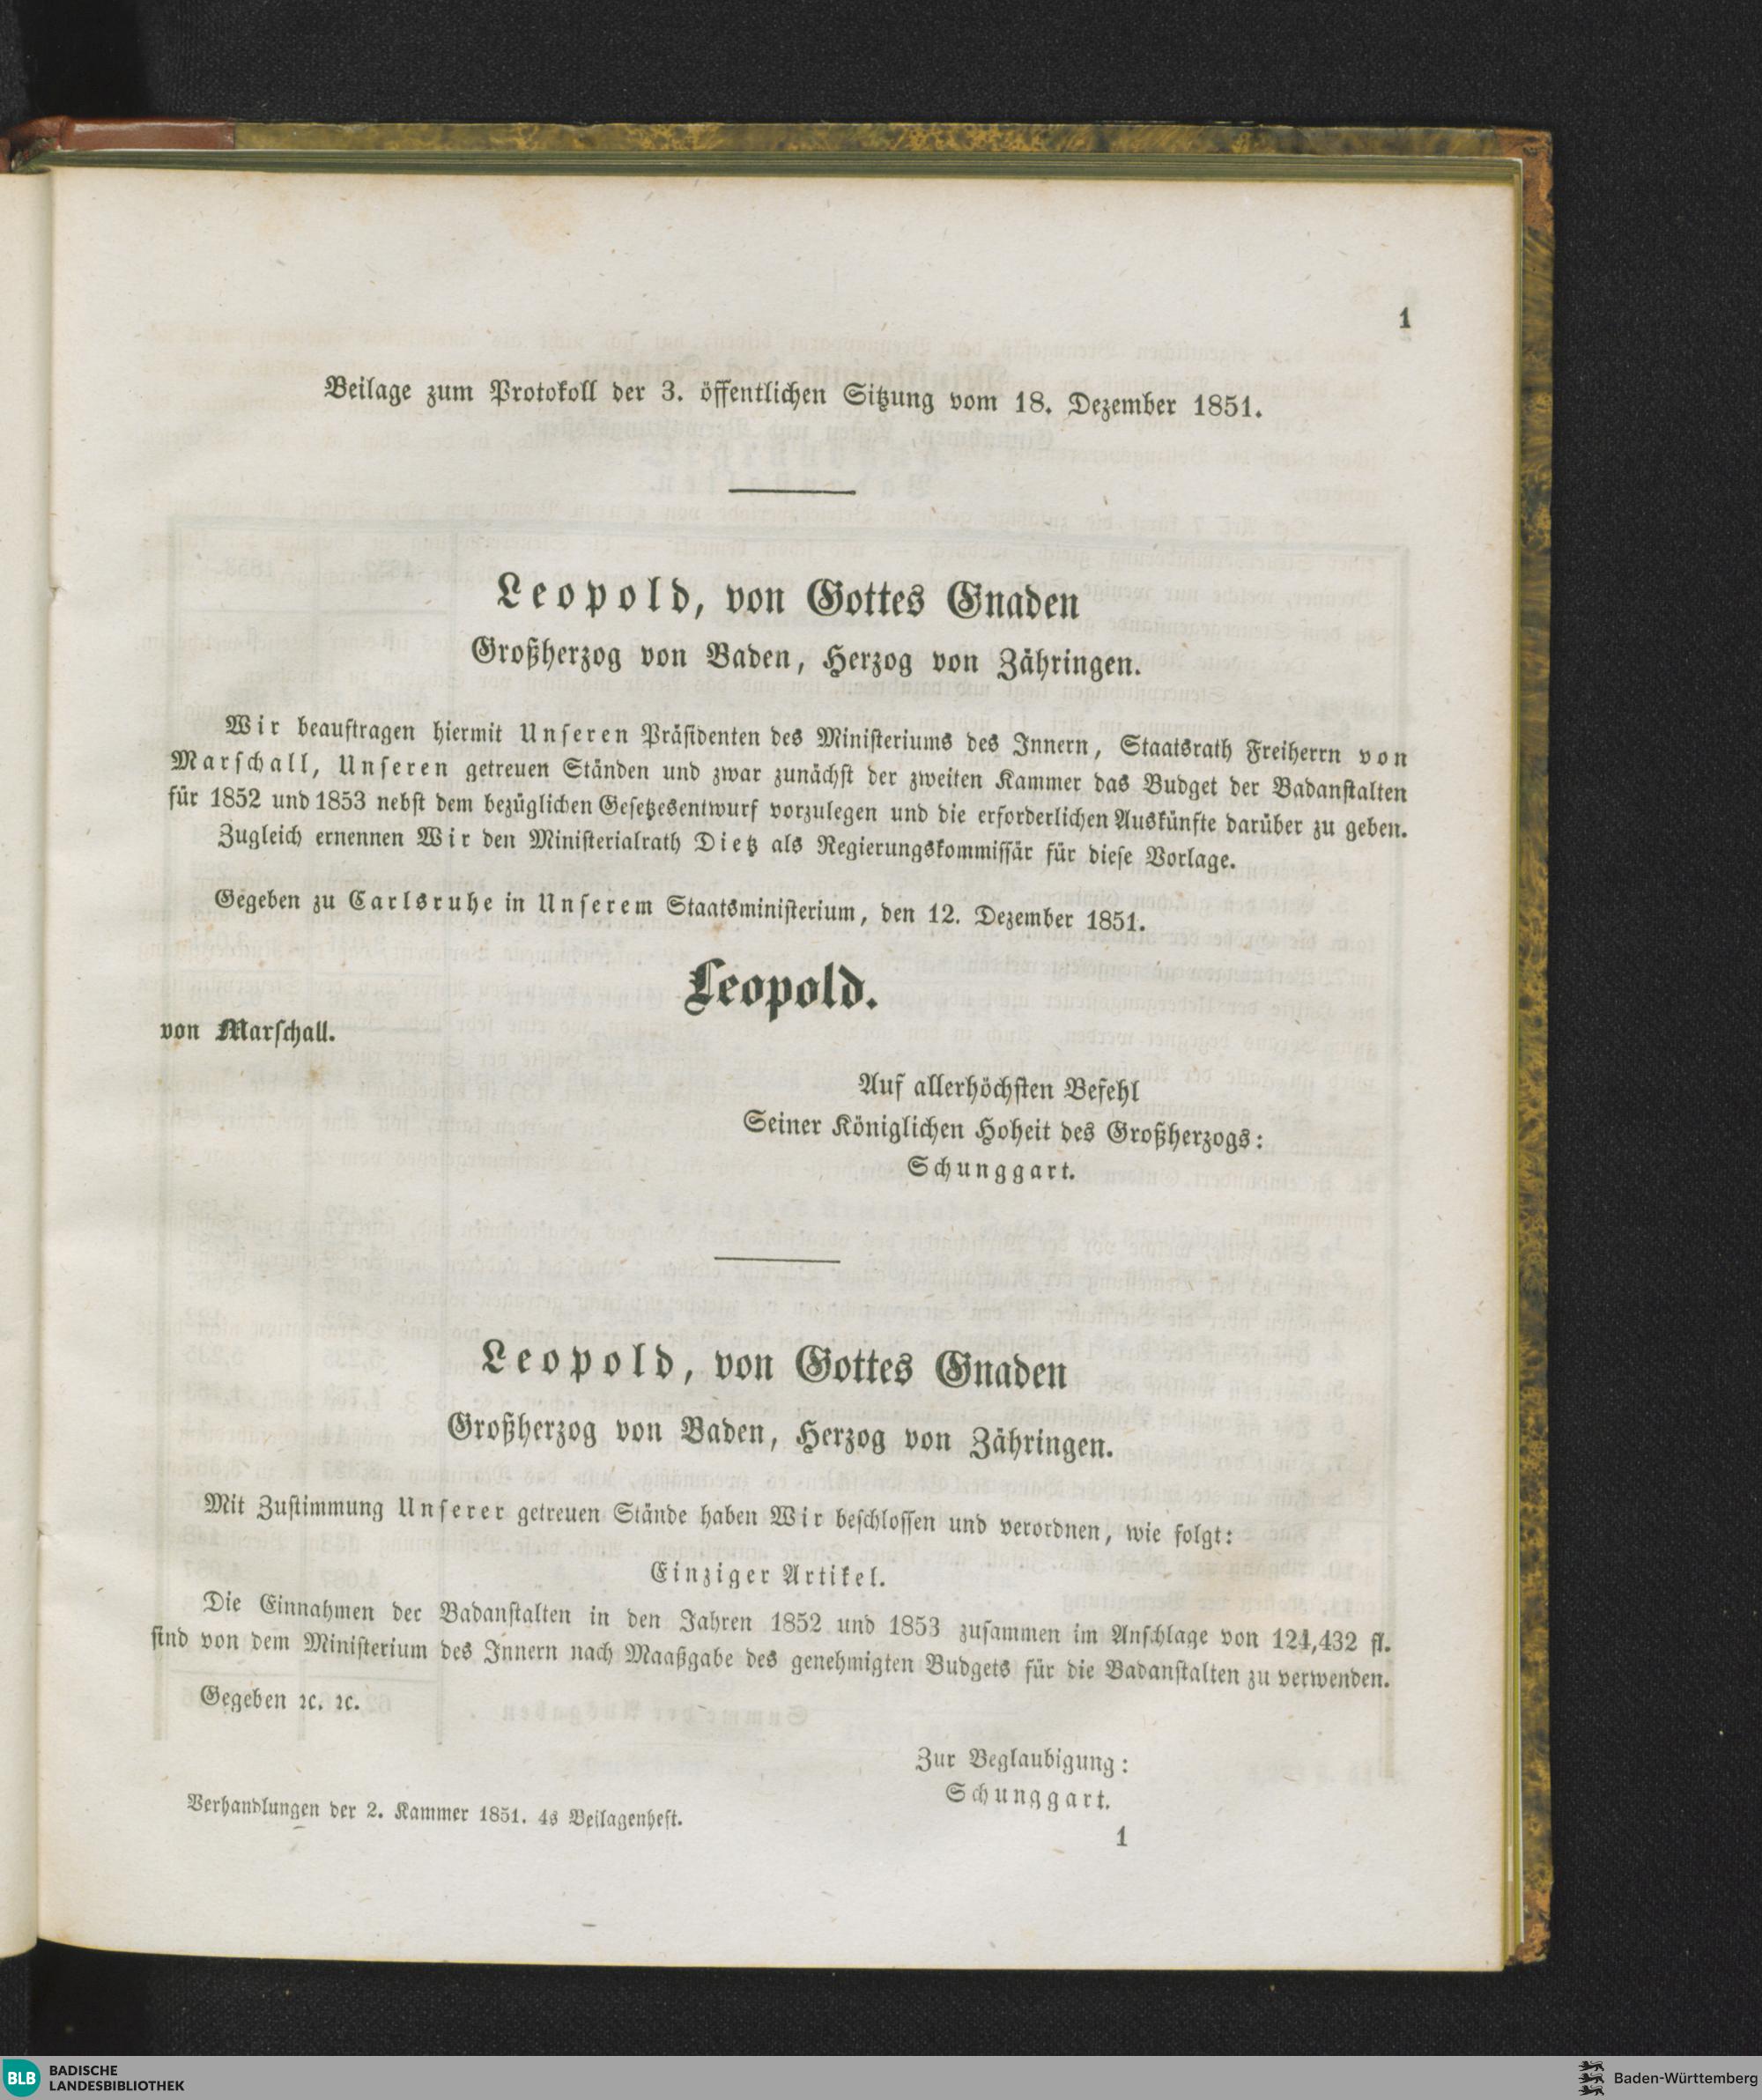 1
Beilage zum Protokoll der 3. öffentlichen Sitzung vom 18. Dezember 1851.
Leopold, von Gottes Gnaden
Großherzog von Baden, Herzog von Zähringen.
Wir beauftragen hiermit Unseren Präsidenten des Ministeriums des Innern, Staatsrath Freiherrn von
Marschall, Unseren getreuen Ständen und zwar zunächst der zweiten Kammer das Budget der Badanstalten
für 1852 und 1853 nebst dem bezüglichen Gesetzesentwurf vorzulegen und die erforderlichen Auskünfte darüber zu geben.
Zugleich ernennen Wir den Ministerialrath Dietz als Regierungskommissär für diese Vorlage.
Gegeben zu Carlsruhe in Unserem Staatsministerium, den 12. Dezember 1851.
Leopold.
von Marschall.
Auf allerhöchsten Befehl
Seiner Königlichen Hoheit des Großherzogs:
Schunggart.
Leopold, von Gottes Gnaden
Großherzog von Baden, Herzog von Zähringen.
Mit Zustimmung Unserer getreuen Stände haben Wir beschlossen und verordnen, wie folgt:
Einziger Artikel.
Die Einnahmen der Badanstalten in den Jahren 1852 und 1853 zusammen im Anschlage von 124,432 fl.
sind von dem Ministerium des Innern nach Maaßgabe des genehmigten Budgets für die Badanstalten zu verwenden.
Gegeben ꝛc. ꝛc.
Zur Beglaubigung:
Schunggart.
Verhandlungen der 2. Kammer 1851. 4s Beilagenheft.
1
BLB BADISCHE
LANDESBIBLIOTHEK
Baden-Württemberg